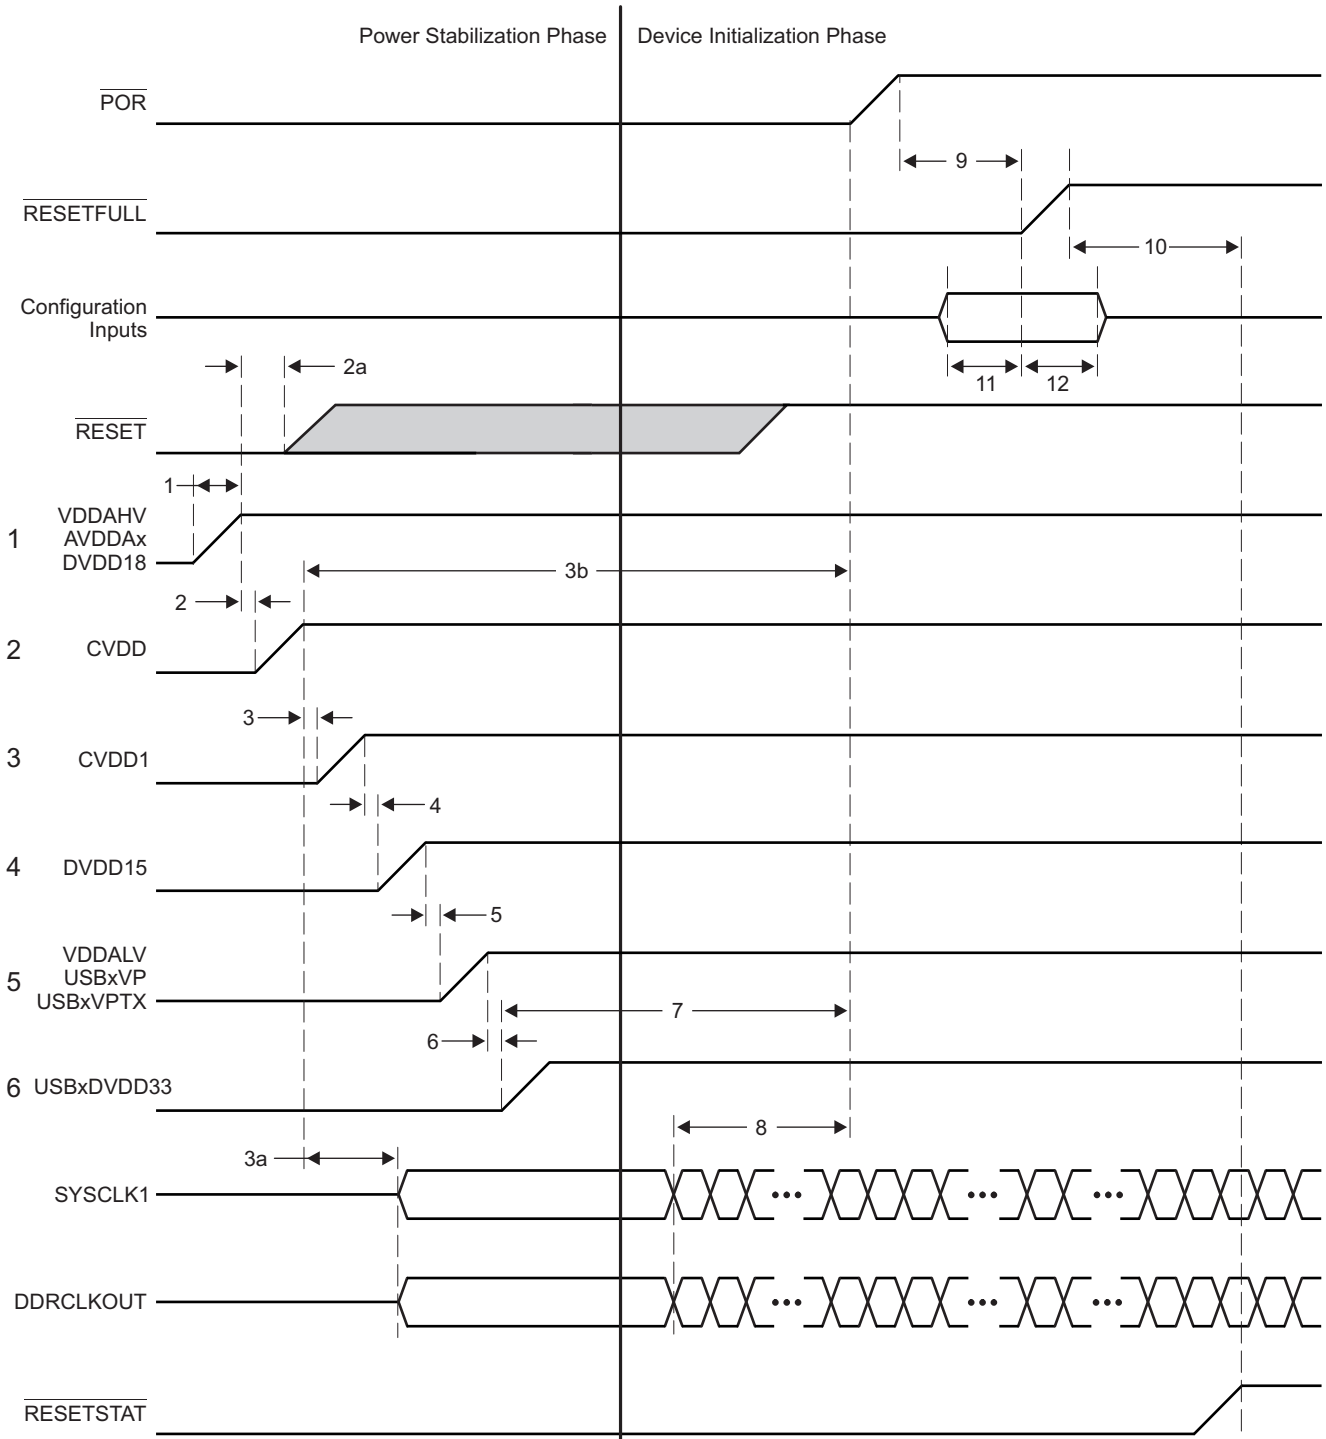 Power Stabilization Phase
Device Initialization Phase
POR
9
RESETFULL
10
Configuration
Inputs
11
12
2a
RESET
1
1
VDDAHV
AVDDAx
DVDD18
3b
2
2
CVDD
3
3
CVDD1
4
4
DVDD15
5
5
VDDALV
USBxVP
USBxVPTX
7
6
6
USBxDVDD33
8
3a
SYSCLK1
DDRCLKOUT
RESETSTAT